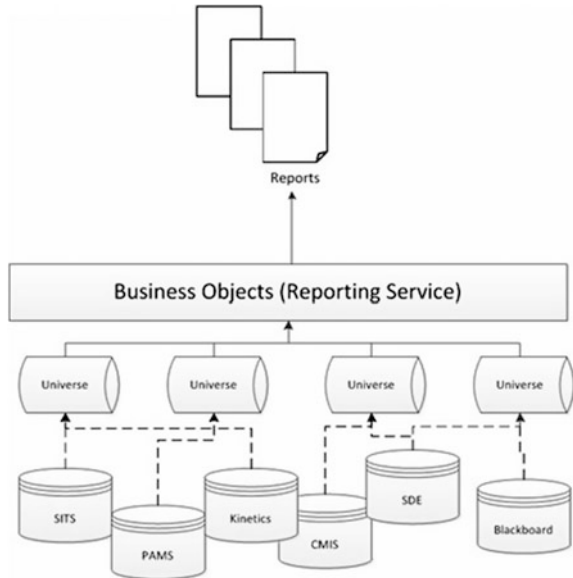 Reports
Business Objects (Reporting Service)
Universe
Universe
Universe
Universe
SITS
PAMS
Kinetics
CMIS
SDE
Blackboard